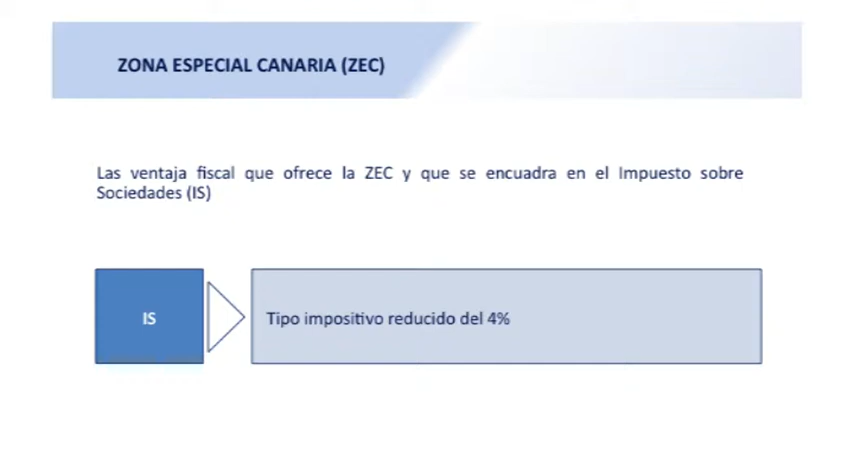 ZONA ESPECIAL CANARIA (ZEC)
Las ventaja fiscal que ofrece la ZEC y que se encuadra en el Impuesto sobre
Sociedades (IS)
IS
Tipo impositivo reducido del 4%